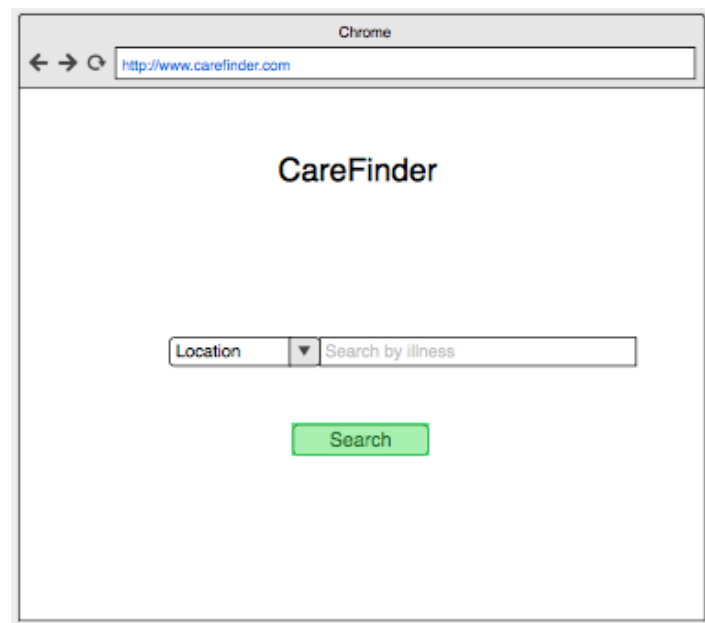 Chrome
http://www.carefinder.com
CareFinder
Location
Search by illness
Search